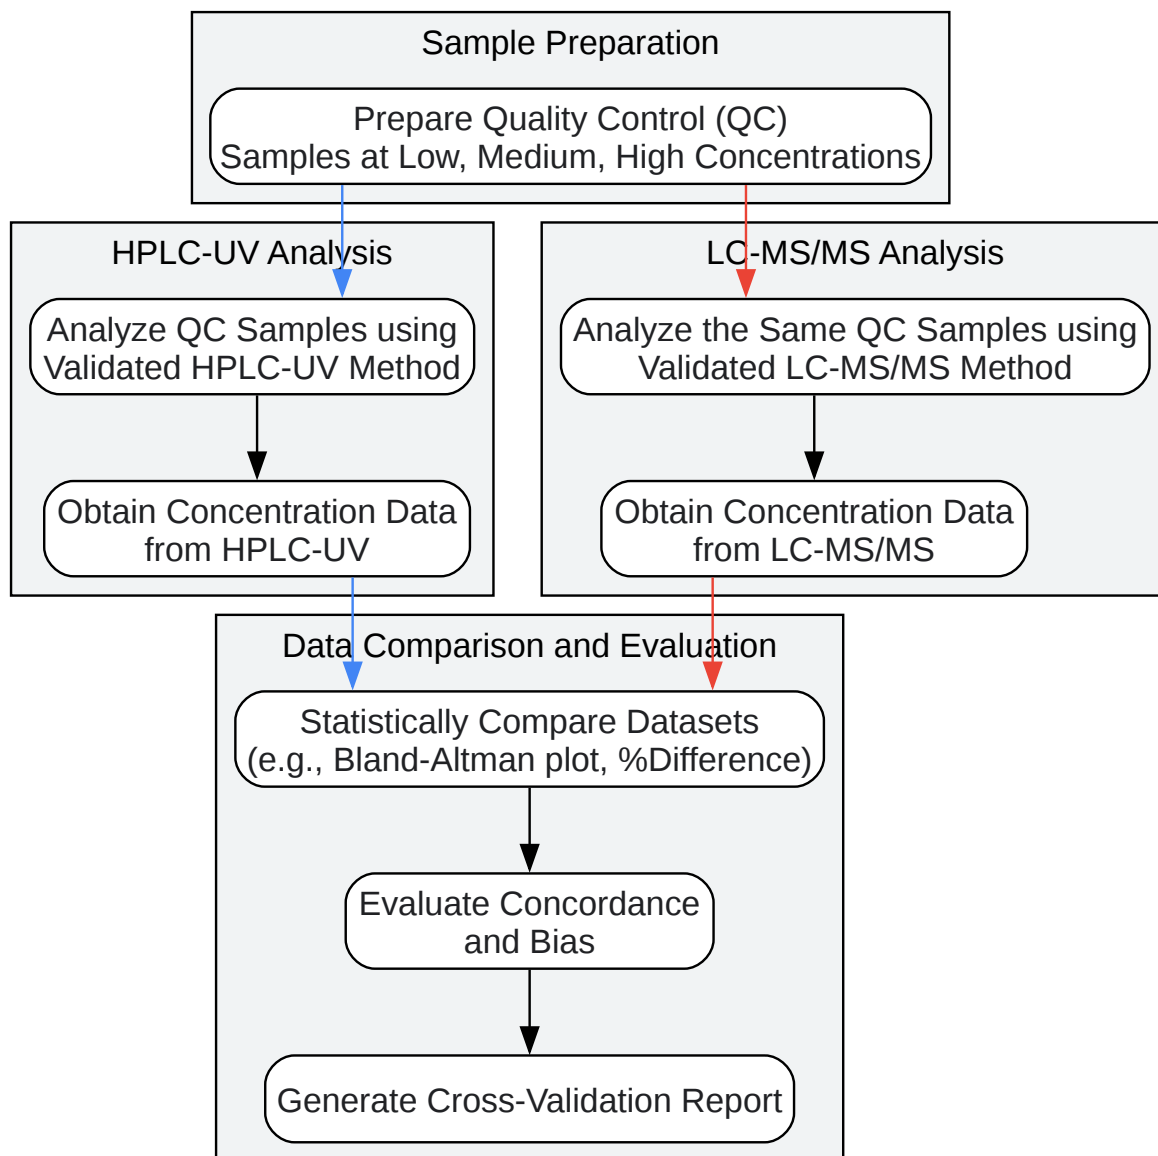 Sample Preparation
Prepare Quality Control (QC)
Samples at Low, Medium, High Concentrations
HPLC-UV Analysis
Analyze QC Samples using
Validated HPLC-UV Method
Obtain Concentration Data
from HPLC-UV
LC-MS/MS Analysis
Analyze the Same QC Samples using
Validated LC-MS/MS Method
Obtain Concentration Data
from LC-MS/MS
Data Comparison and Evaluation
Statistically Compare Datasets
(e.g., Bland-Altman plot, %Difference)
Evaluate Concordance
and Bias
Generate Cross-Validation Report